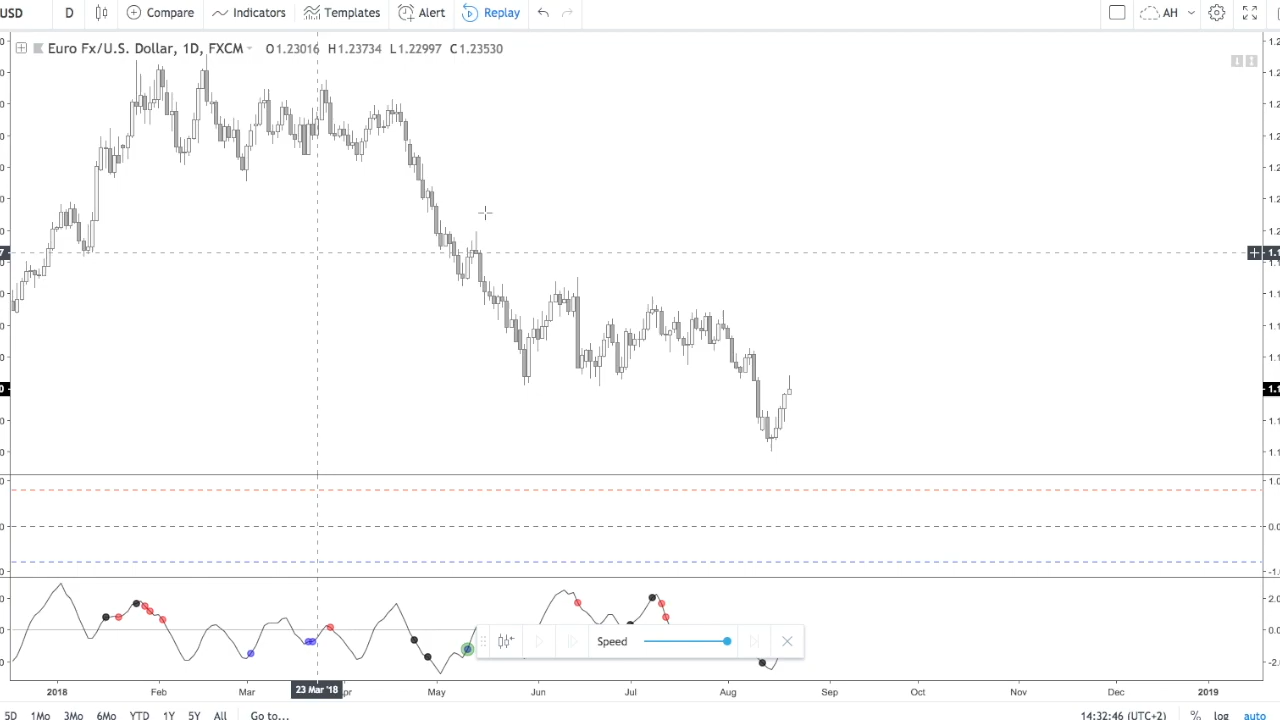 USD D Compare Indicators Templates Alert Replay AH
Euro Fx/U.S. Dollar, 1D, FXCM O1.23016 H1.23734 L1.22997 C1.23530
Speed
2018 Feb Mar 23 Mar '18 pr May Jun Jul Aug Sep Oct Nov Dec 2019
5D 1Mo 3Mo 6Mo YTD 1Y 5Y All Go to... 14:32:46 (UTC+2) % log auto